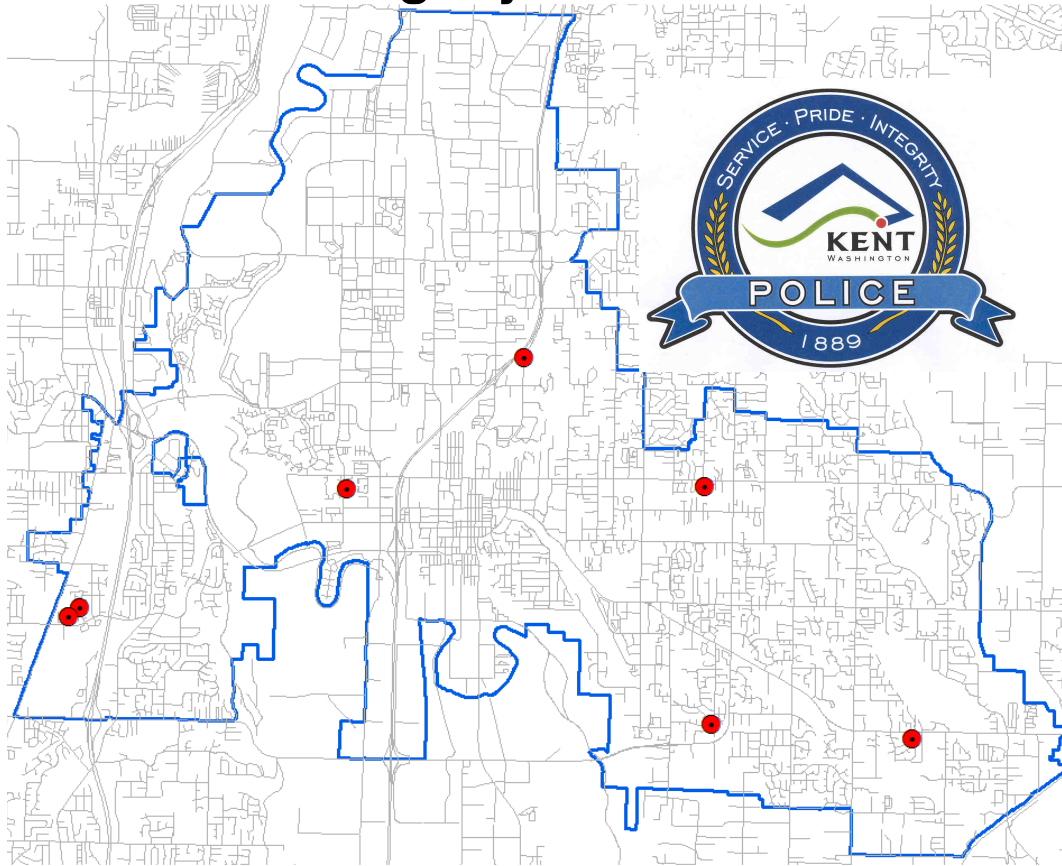 SERVICE · PRIDE · INTEGRITY
KENT
WASHINGTON
POLICE
1889